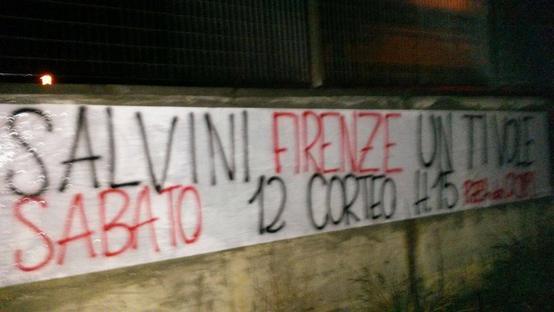 SALVINI FIRENZE UN TI VOLE
SABATO 12 CORTEO H.15